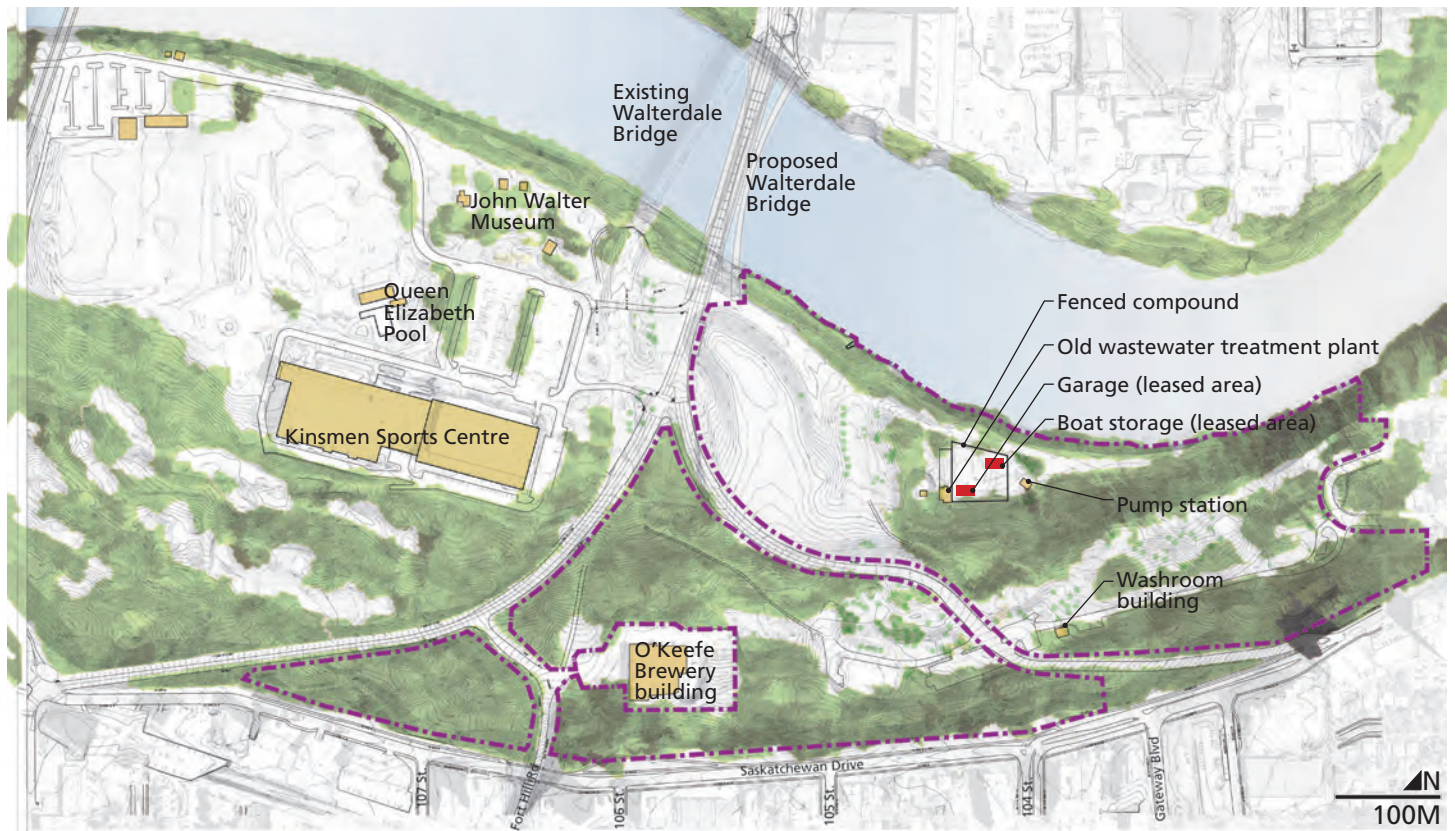 Existing
Walterdale
Bridge
Proposed
Walterdale
Bridge
John Walter
Museum
Queen
Elizabeth
Pool
Kinsmen Sports Centre
Fenced compound
Old wastewater treatment plant
Garage (leased area)
Boat storage (leased area)
Pump station
Washroom
building
O'Keefe
Brewery
building
Saskatchewan Drive
107 St.
Fort Hill Rd
106 St.
105 St.
104 St.
Gateway Blvd
N
100M